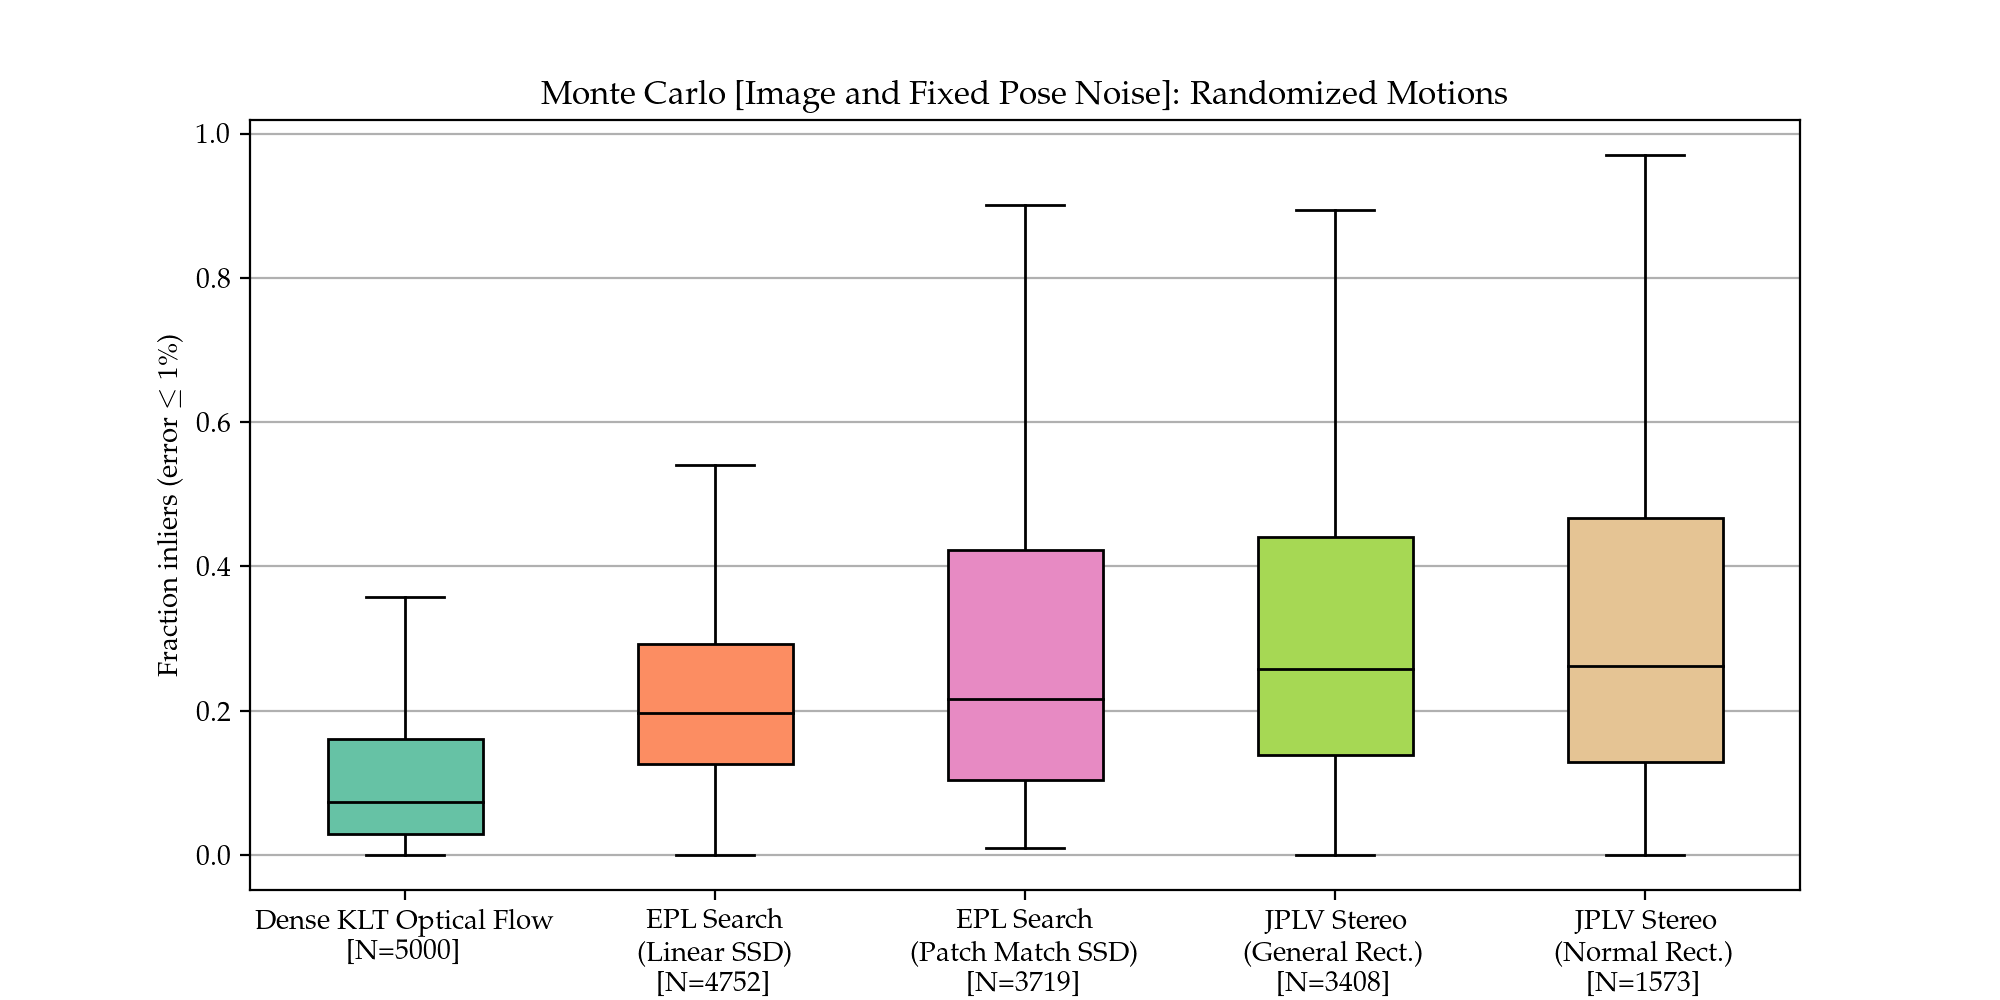 Monte Carlo [Image and Fixed Pose Noise]: Randomized Motions
Fraction inliers (error ≤ 1%)
1.0
0.8
0.6
0.4
0.2
0.0
Dense KLT Optical Flow
[N=5000]
EPL Search
(Linear SSD)
[N=4752]
EPL Search
(Patch Match SSD)
[N=3719]
JPLV Stereo
(General Rect.)
[N=3408]
JPLV Stereo
(Normal Rect.)
[N=1573]